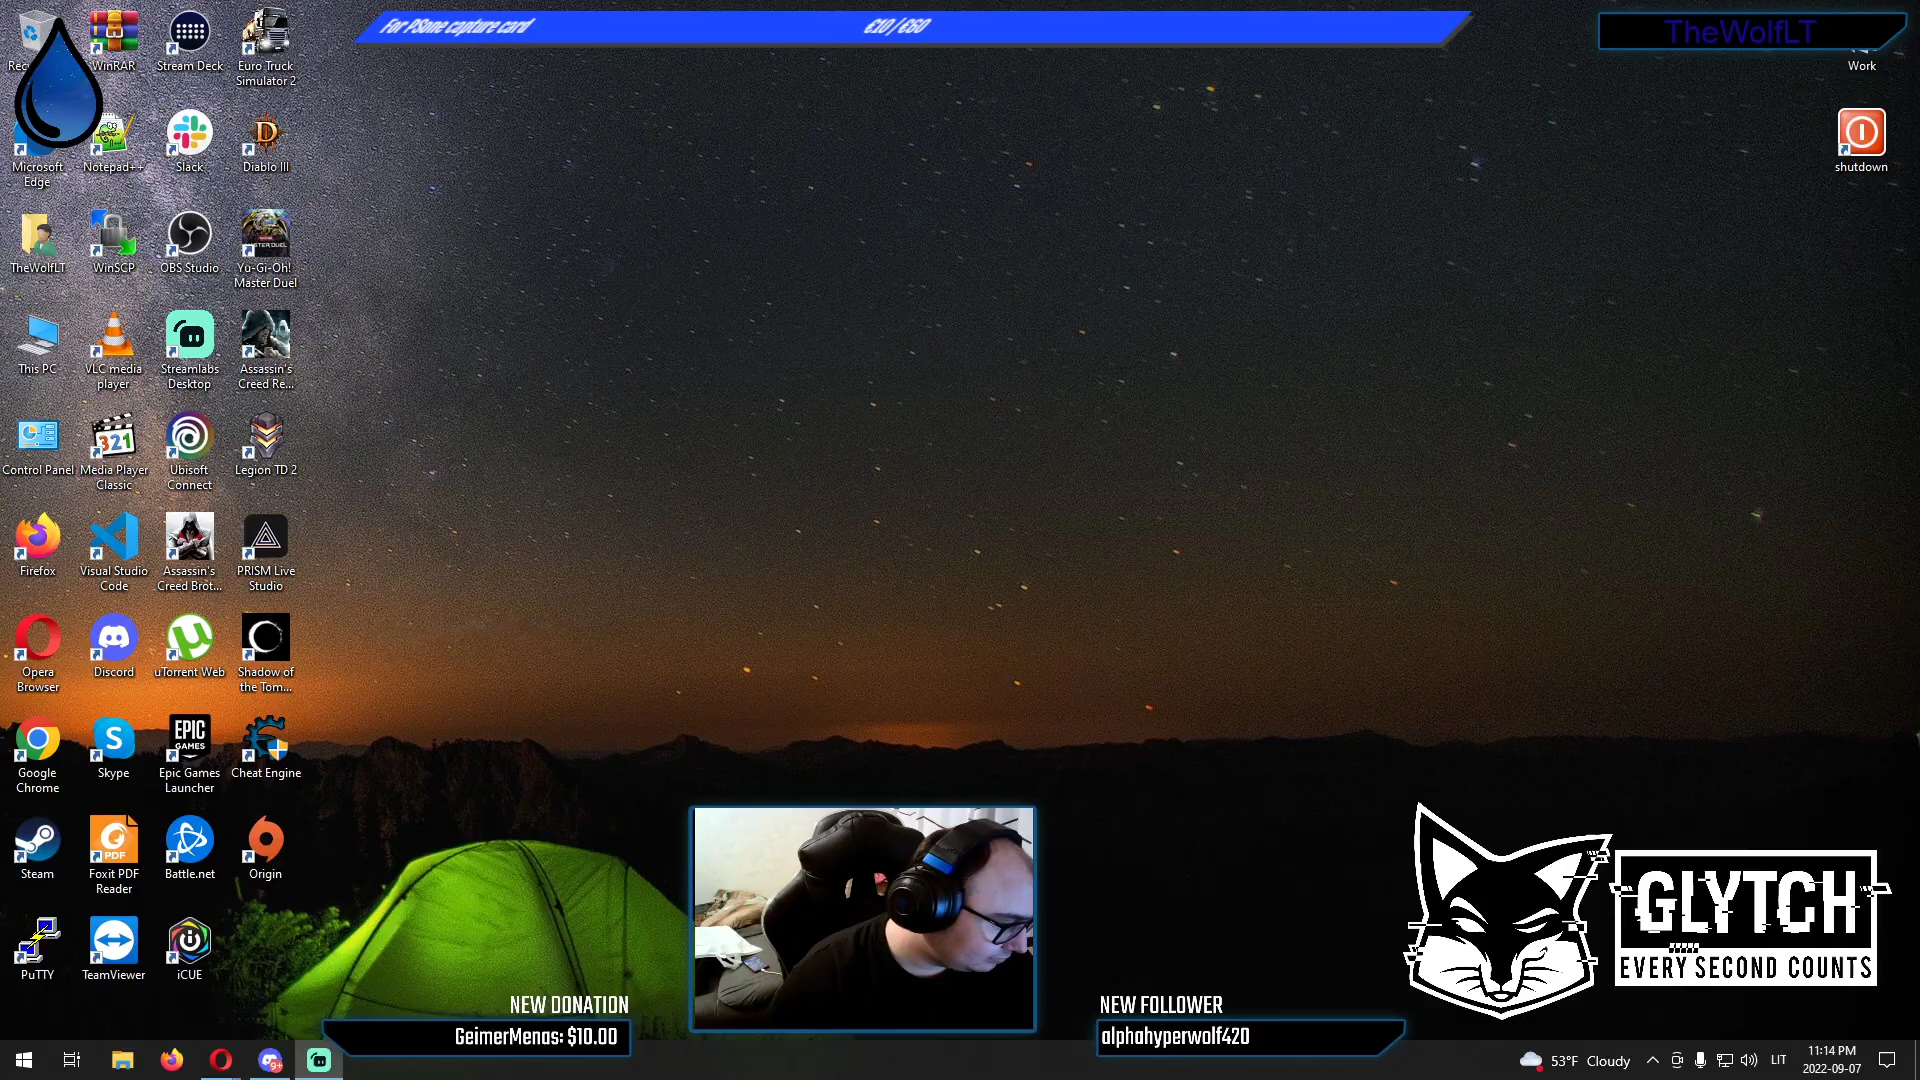 For PSone capture card
€10 / €60
TheWolfLT
WinRAR
Stream Deck
Euro Truck
Simulator 2
Work
Microsoft
Edge
Notepad++
Slack
Diablo III
shutdown
TheWolfLT
WinSCP
OBS Studio
Yu-Gi-Oh!
Master Duel
This PC
VLC media
player
Streamlabs
Desktop
Assassin's
Creed Re...
Control Panel
321
Media Player
Classic
Ubisoft
Connect
Legion TD 2
Firefox
Visual Studio
Code
Assassin's
Creed Brot...
PRISM Live
Studio
Opera
Browser
Discord
uTorrent Web
Shadow of
the Tom...
Google
Chrome
Skype
EPIC
GAMES
Epic Games
Launcher
Cheat Engine
Steam
PDF
Foxit PDF
Reader
Battle.net
Origin
PuTTY
TeamViewer
iCUE
NEW DONATION
GeimerMenas: $10.00
NEW FOLLOWER
alphahyperwolf420
GLYTCH
EVERY SECOND COUNTS
9+
53°F Cloudy
LIT
11:14 PM
2022-09-07